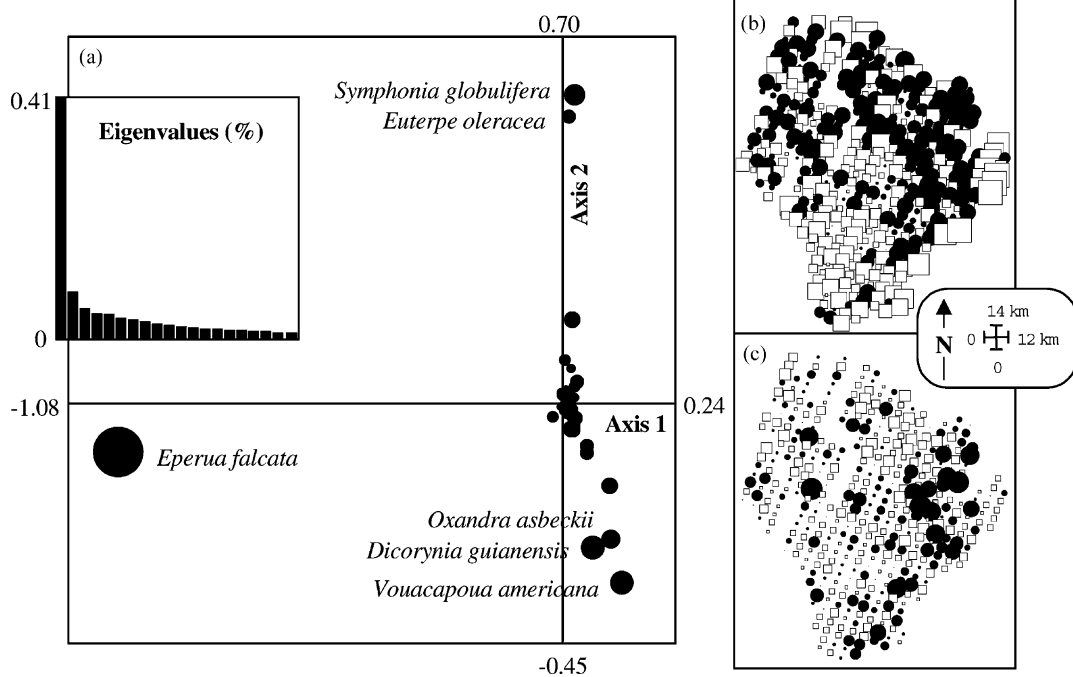 0.70
(a)
0.41
Eigenvalues (%)
0
Symphonia globulifera
Euterpe oleracea
Axis 2
-1.08
0.24
Axis 1
Eperua falcata
Oxandra asbeckii
Dicorynia guianensis
Vouacapoua americana
-0.45
(b)
14 km
N 0 12 km
0
(c)